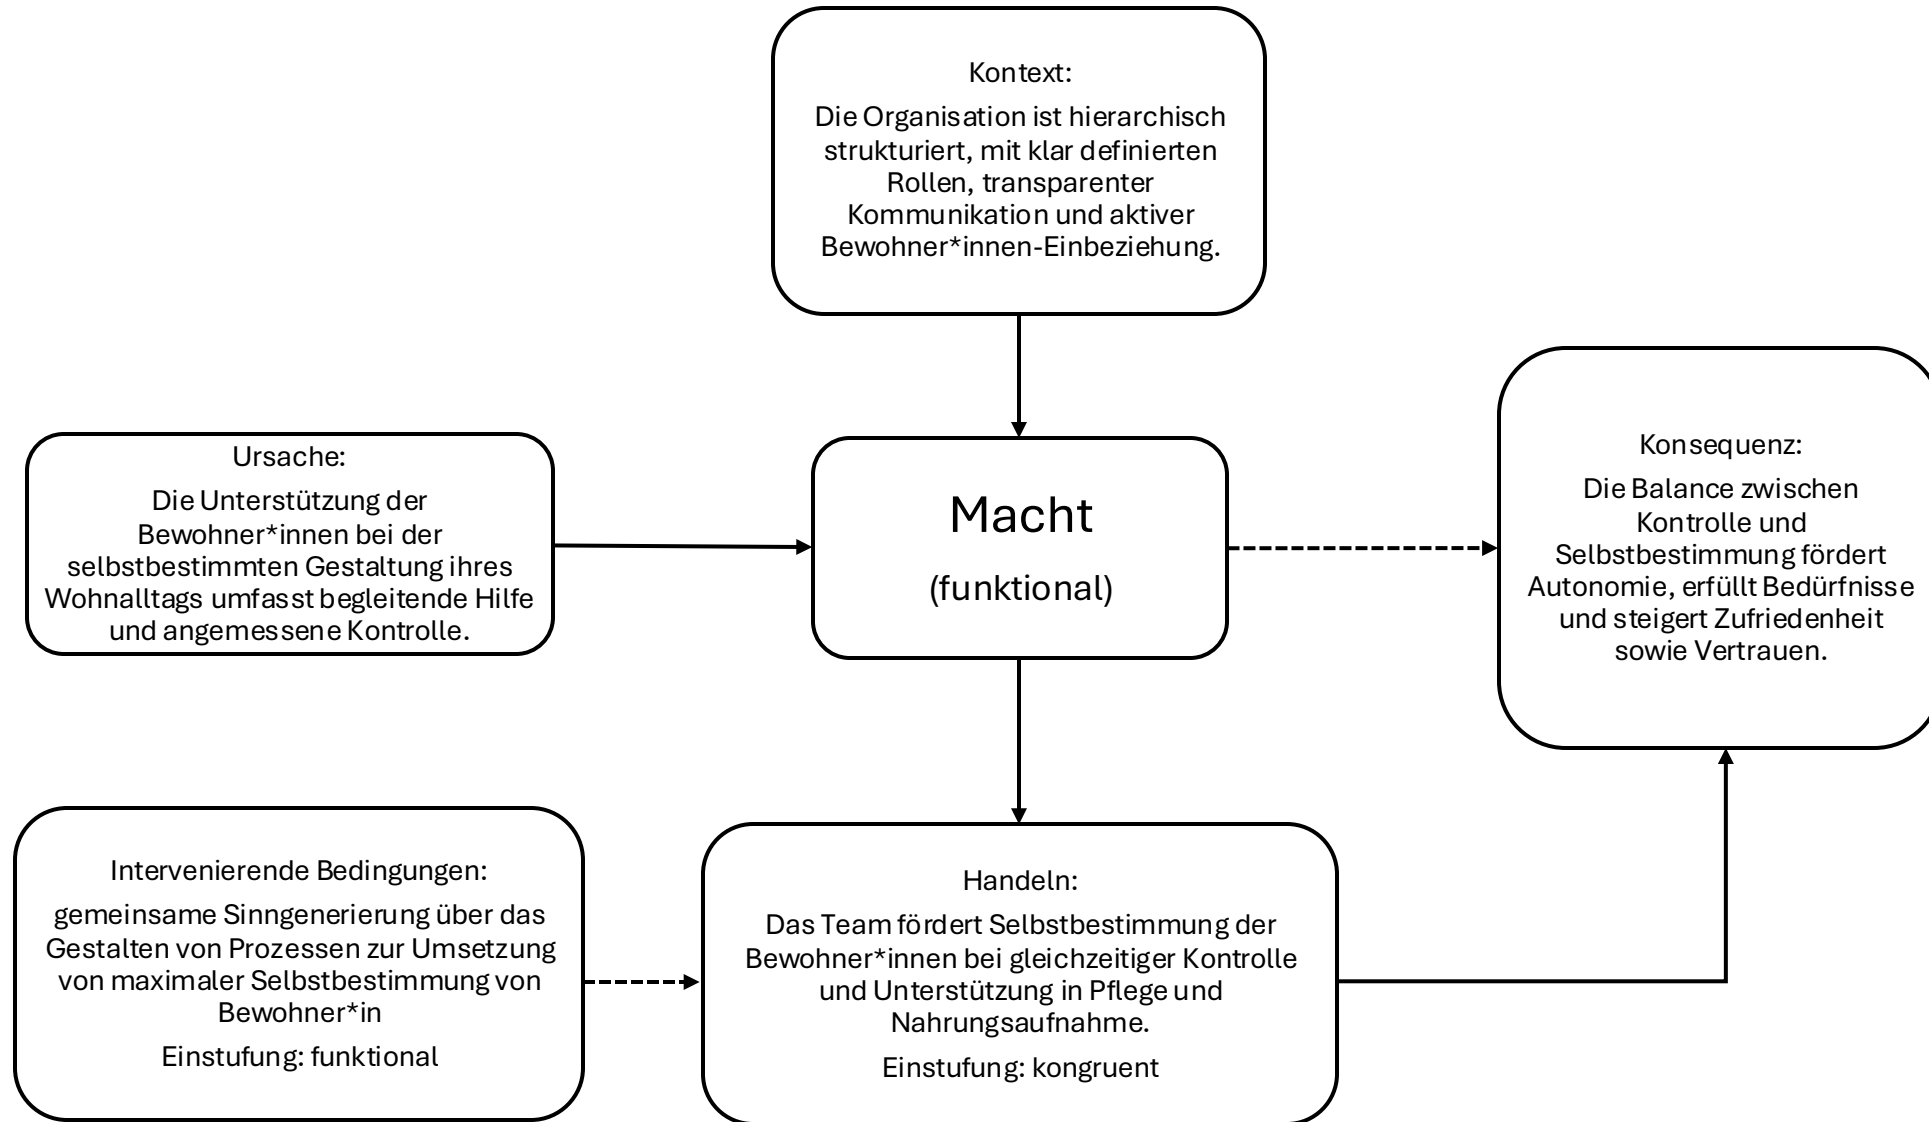 Kontext:
Die Organisation ist hierarchisch
strukturiert, mit klar definierten
Rollen, transparenter
Kommunikation und aktiver
Bewohner*innen-Einbeziehung.
Ursache:
Die Unterstützung der
Bewohner*innen bei der
selbstbestimmten Gestaltung ihres
Wohnalltags umfasst begleitende Hilfe
und angemessene Kontrolle.
Macht
(funktional)
Konsequenz:
Die Balance zwischen
Kontrolle und
Selbstbestimmung fördert
Autonomie, erfüllt Bedürfnisse
und steigert Zufriedenheit
sowie Vertrauen.
Intervenierende Bedingungen:
gemeinsame Sinngenerierung über das
Gestalten von Prozessen zur Umsetzung
von maximaler Selbstbestimmung von
Bewohner*in
Einstufung: funktional
Handeln:
Das Team fördert Selbstbestimmung der
Bewohner*innen bei gleichzeitiger Kontrolle
und Unterstützung in Pflege und
Nahrungsaufnahme.
Einstufung: kongruent